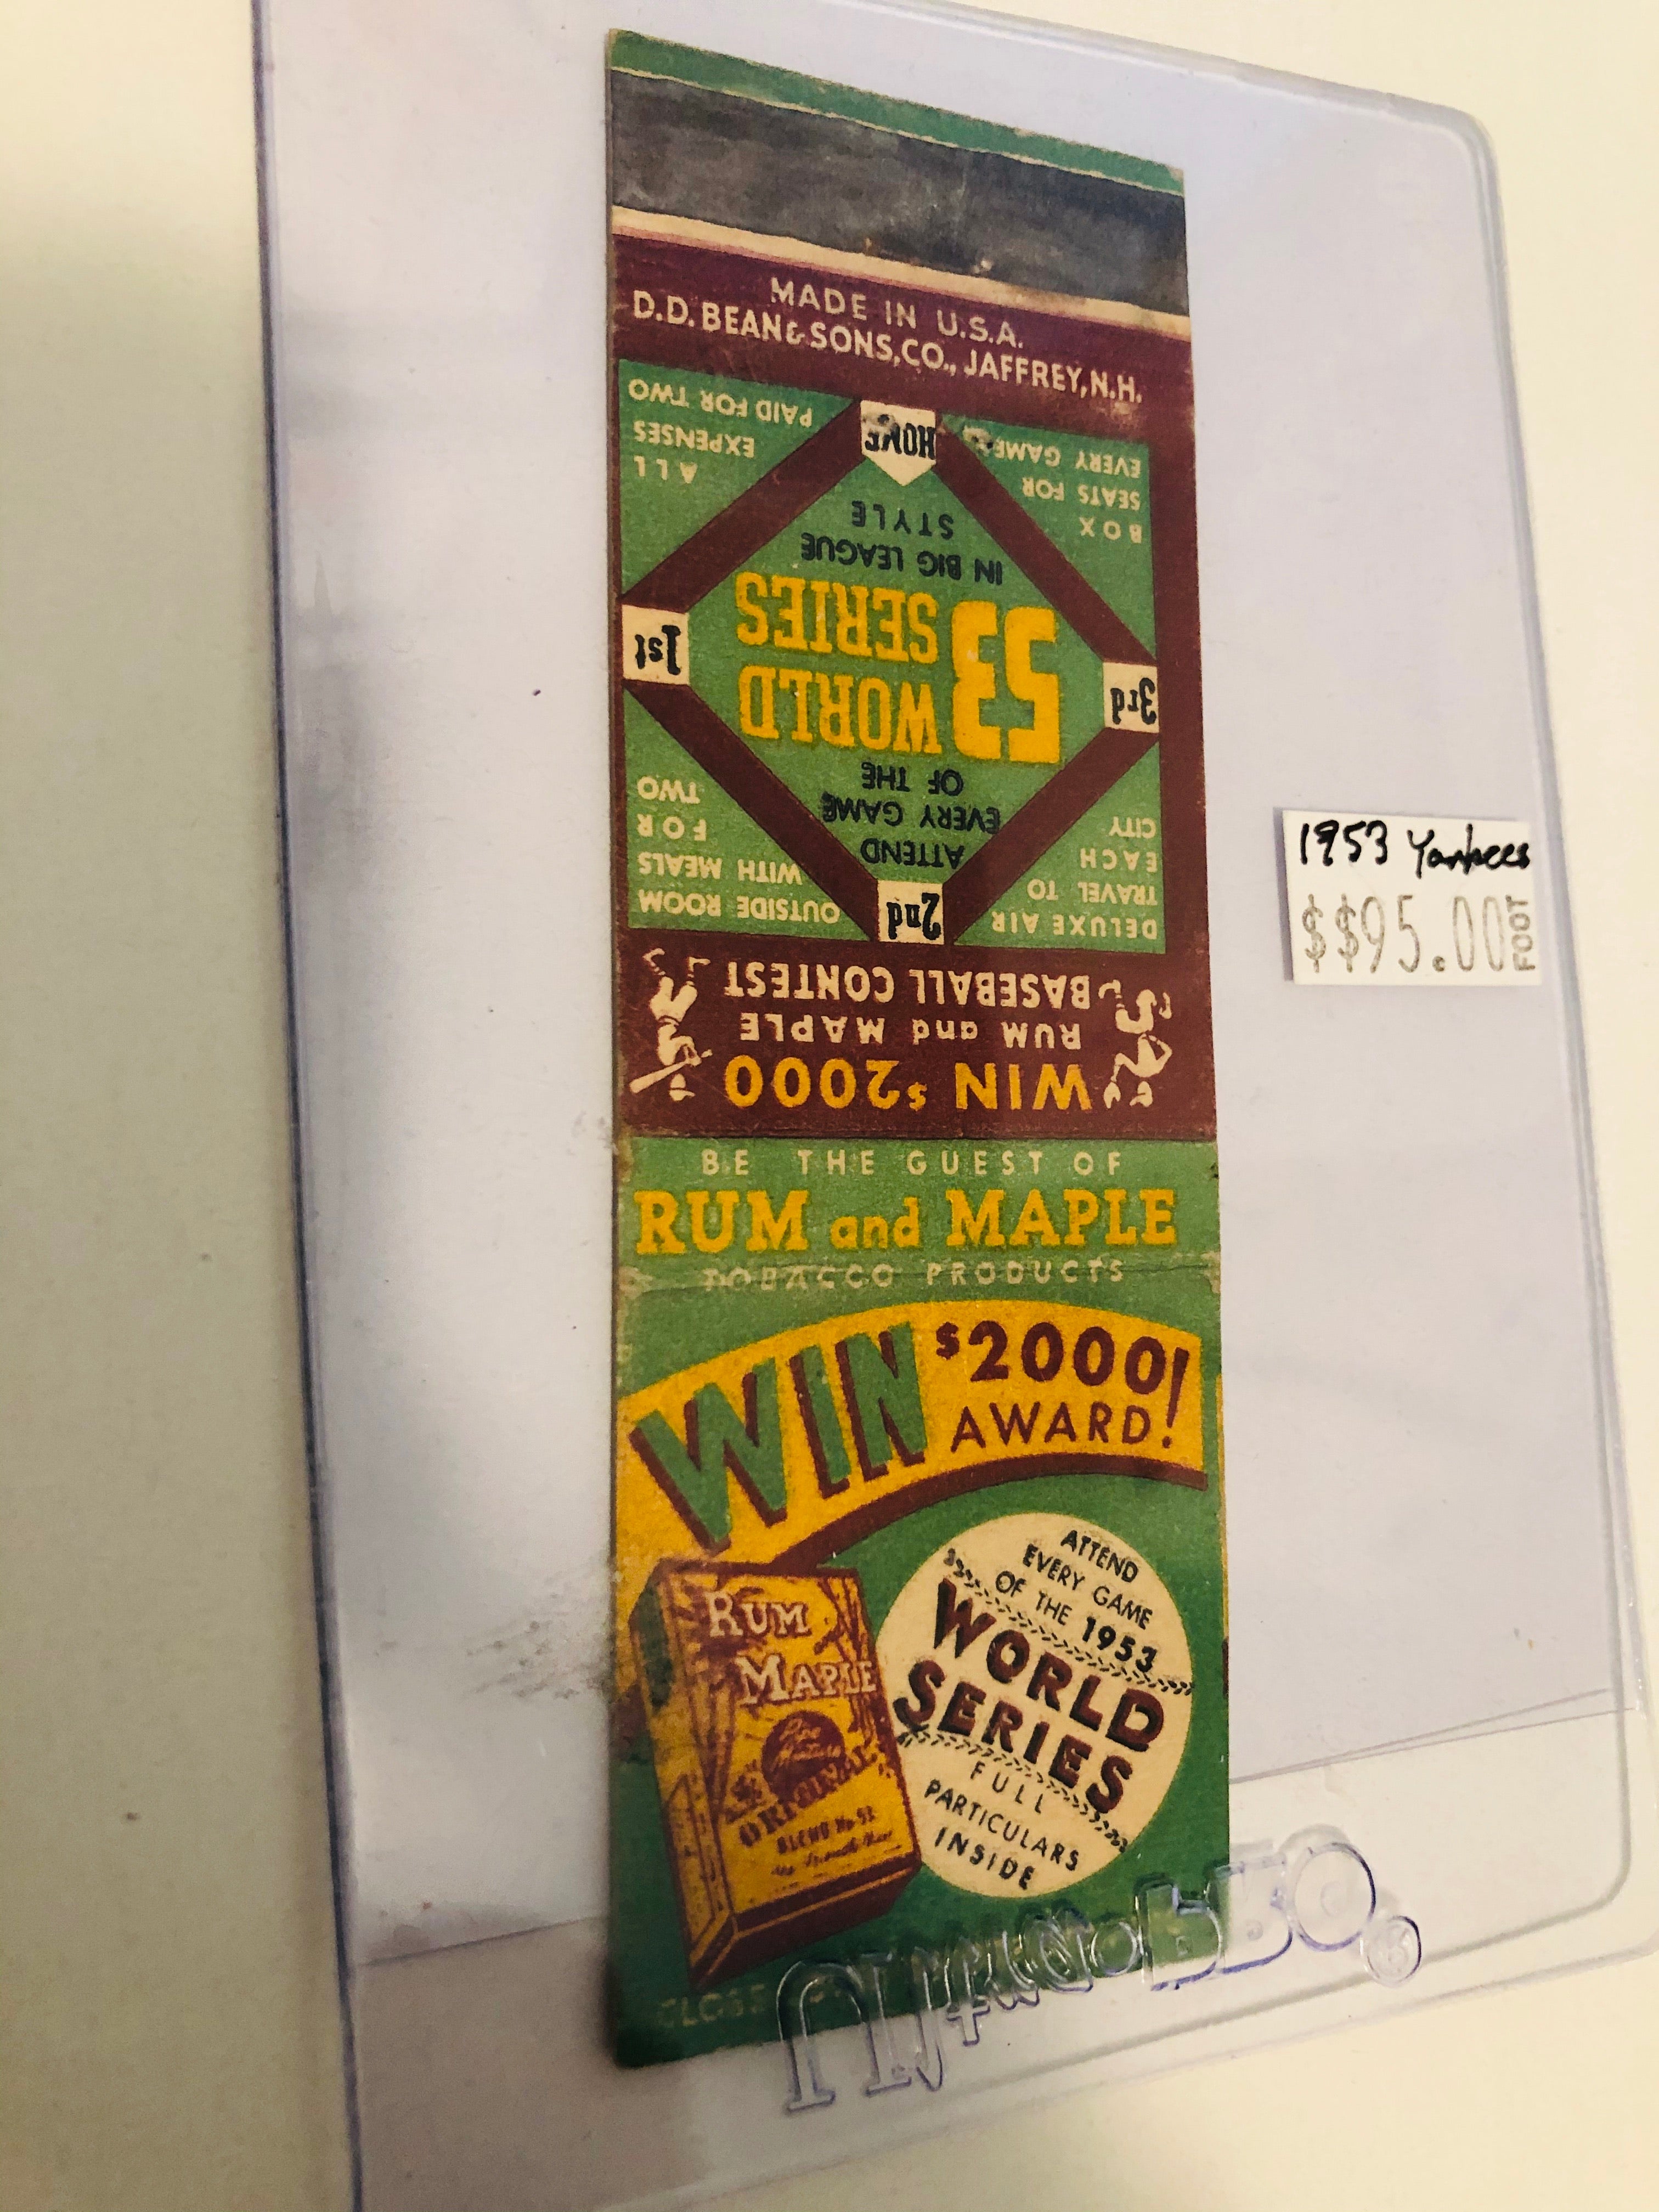 MADE IN U.S.A.
D.D. BEAN & SONS, CO., JAFFREY, N.H.
WIN $2000
RUM and MAPLE
BASEBALL CONTEST
OUTSIDE ROOM
WITH MEALS
FOR
TWO
2nd
DELUXE AIR
TRAVEL TO
EACH
CITY
ATTEND
EVERY GAME
OF THE
53 WORLD
SERIES
IN BIG LEAGUE
STYLE
1st
3rd
ALL
EXPENSES
PAID FOR TWO
HOME
BOX
SEATS FOR
EVERY GAME
BE THE GUEST OF
RUM and MAPLE
TOBACCO PRODUCTS
WIN $2000!
AWARD!
RUM
MAPLE
ORIGINAL
BLEND No. 53
ATTEND
EVERY GAME
OF THE 1953
WORLD
SERIES
FULL
PARTICULARS
INSIDE
CLOSE
1953 Yankees
$$95.00
FOOT
ULTRA·PRO®